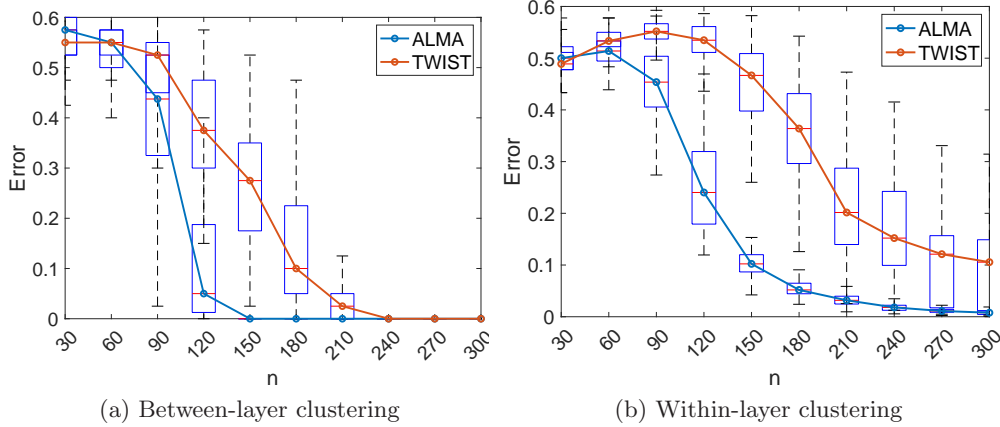 0.6
0.5
0.4
0.3
0.2
0.1
0
Error
ALMA
TWIST
30 60 90 120 150 180 210 240 270 300
n
(a) Between-layer clustering
0.6
0.5
0.4
0.3
0.2
0.1
0
Error
ALMA
TWIST
30 60 90 120 150 180 210 240 270 300
n
(b) Within-layer clustering